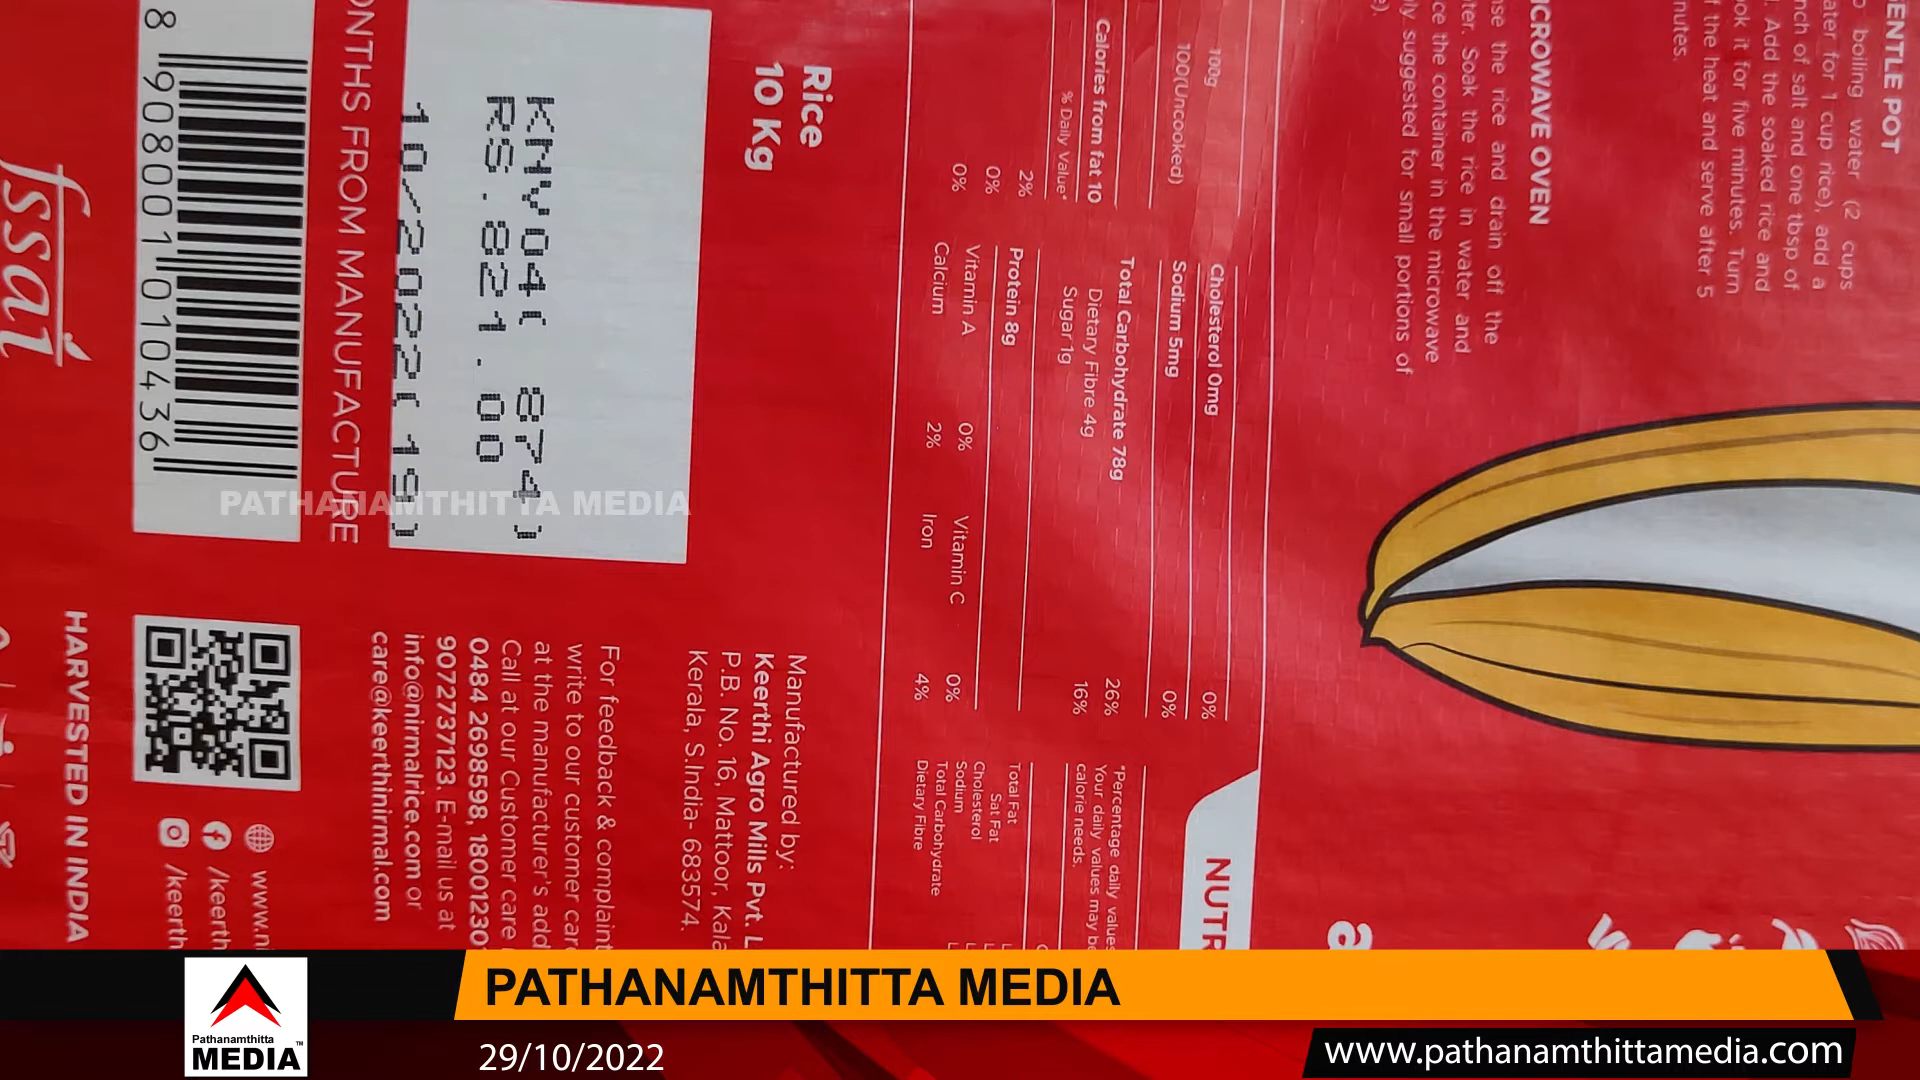 GENTLE POT
boiling water (2 cups
water for 1 cup rice), add a
of salt and one tbsp of
Add the soaked rice and
it for five minutes. Turn
the heat and serve after 5
MICROWAVE OVEN
the rice and drain off the
Soak the rice in water and
the container in the microwave
suggested for small portions of
100g
100(Uncooked)
Calories from fat 10
% Daily Value*
2%
0%
0%
Cholesterol 0mg 0%
Sodium 5mg 0%
Total Carbohydrate 78g 26%
Dietary Fibre 4g 16%
Sugar 1g
Protein 8g
Vitamin A 0% Vitamin C 0%
Calcium 2% Iron 4%
NUTR
*Percentage daily values
Your daily values may be
calorie needs.
Total Fat
Sat Fat
Cholesterol
Sodium
Total Carbohydrate
Dietary Fibre
Rice
10 Kg
KNV04( 874)
RS.821.00
10/2022( 19)
MONTHS FROM MANUFACTURE
8 908001 010436
fssai
Manufactured by:
Keerthi Agro Mills Pvt. L
P.B. No. 16, Mattoor, Kala
Kerala, S.India- 683574.
For feedback & complaint
write to our customer care
at the manufacturer's add
Call at our Customer care
0484 2698598, 18001230
9072737123. E-mail us at
info@nirmalrice.com or
care@keerthinirmal.com
www.ni
/keerth
/keerth
HARVESTED IN INDIA
PATHANAMTHITTA MEDIA
PATHANAMTHITTA MEDIA
Pathanamthitta
MEDIA™
29/10/2022
www.pathanamthittamedia.com